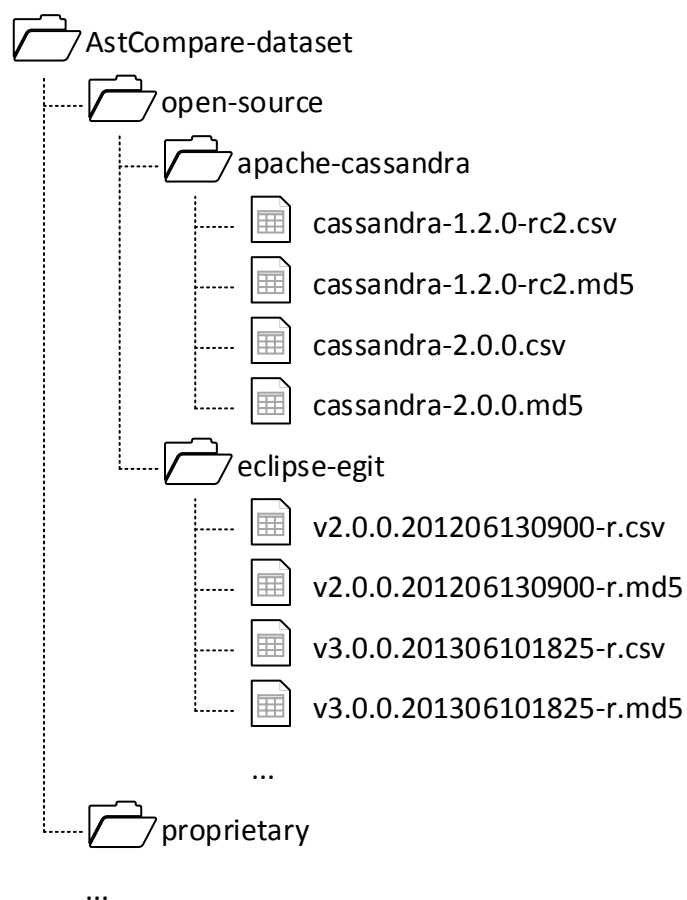 AstCompare-dataset
open-source
apache-cassandra
cassandra-1.2.0-rc2.csv
cassandra-1.2.0-rc2.md5
cassandra-2.0.0.csv
cassandra-2.0.0.md5
eclipse-egit
v2.0.0.201206130900-r.csv
v2.0.0.201206130900-r.md5
v3.0.0.201306101825-r.csv
v3.0.0.201306101825-r.md5
...
proprietary
...